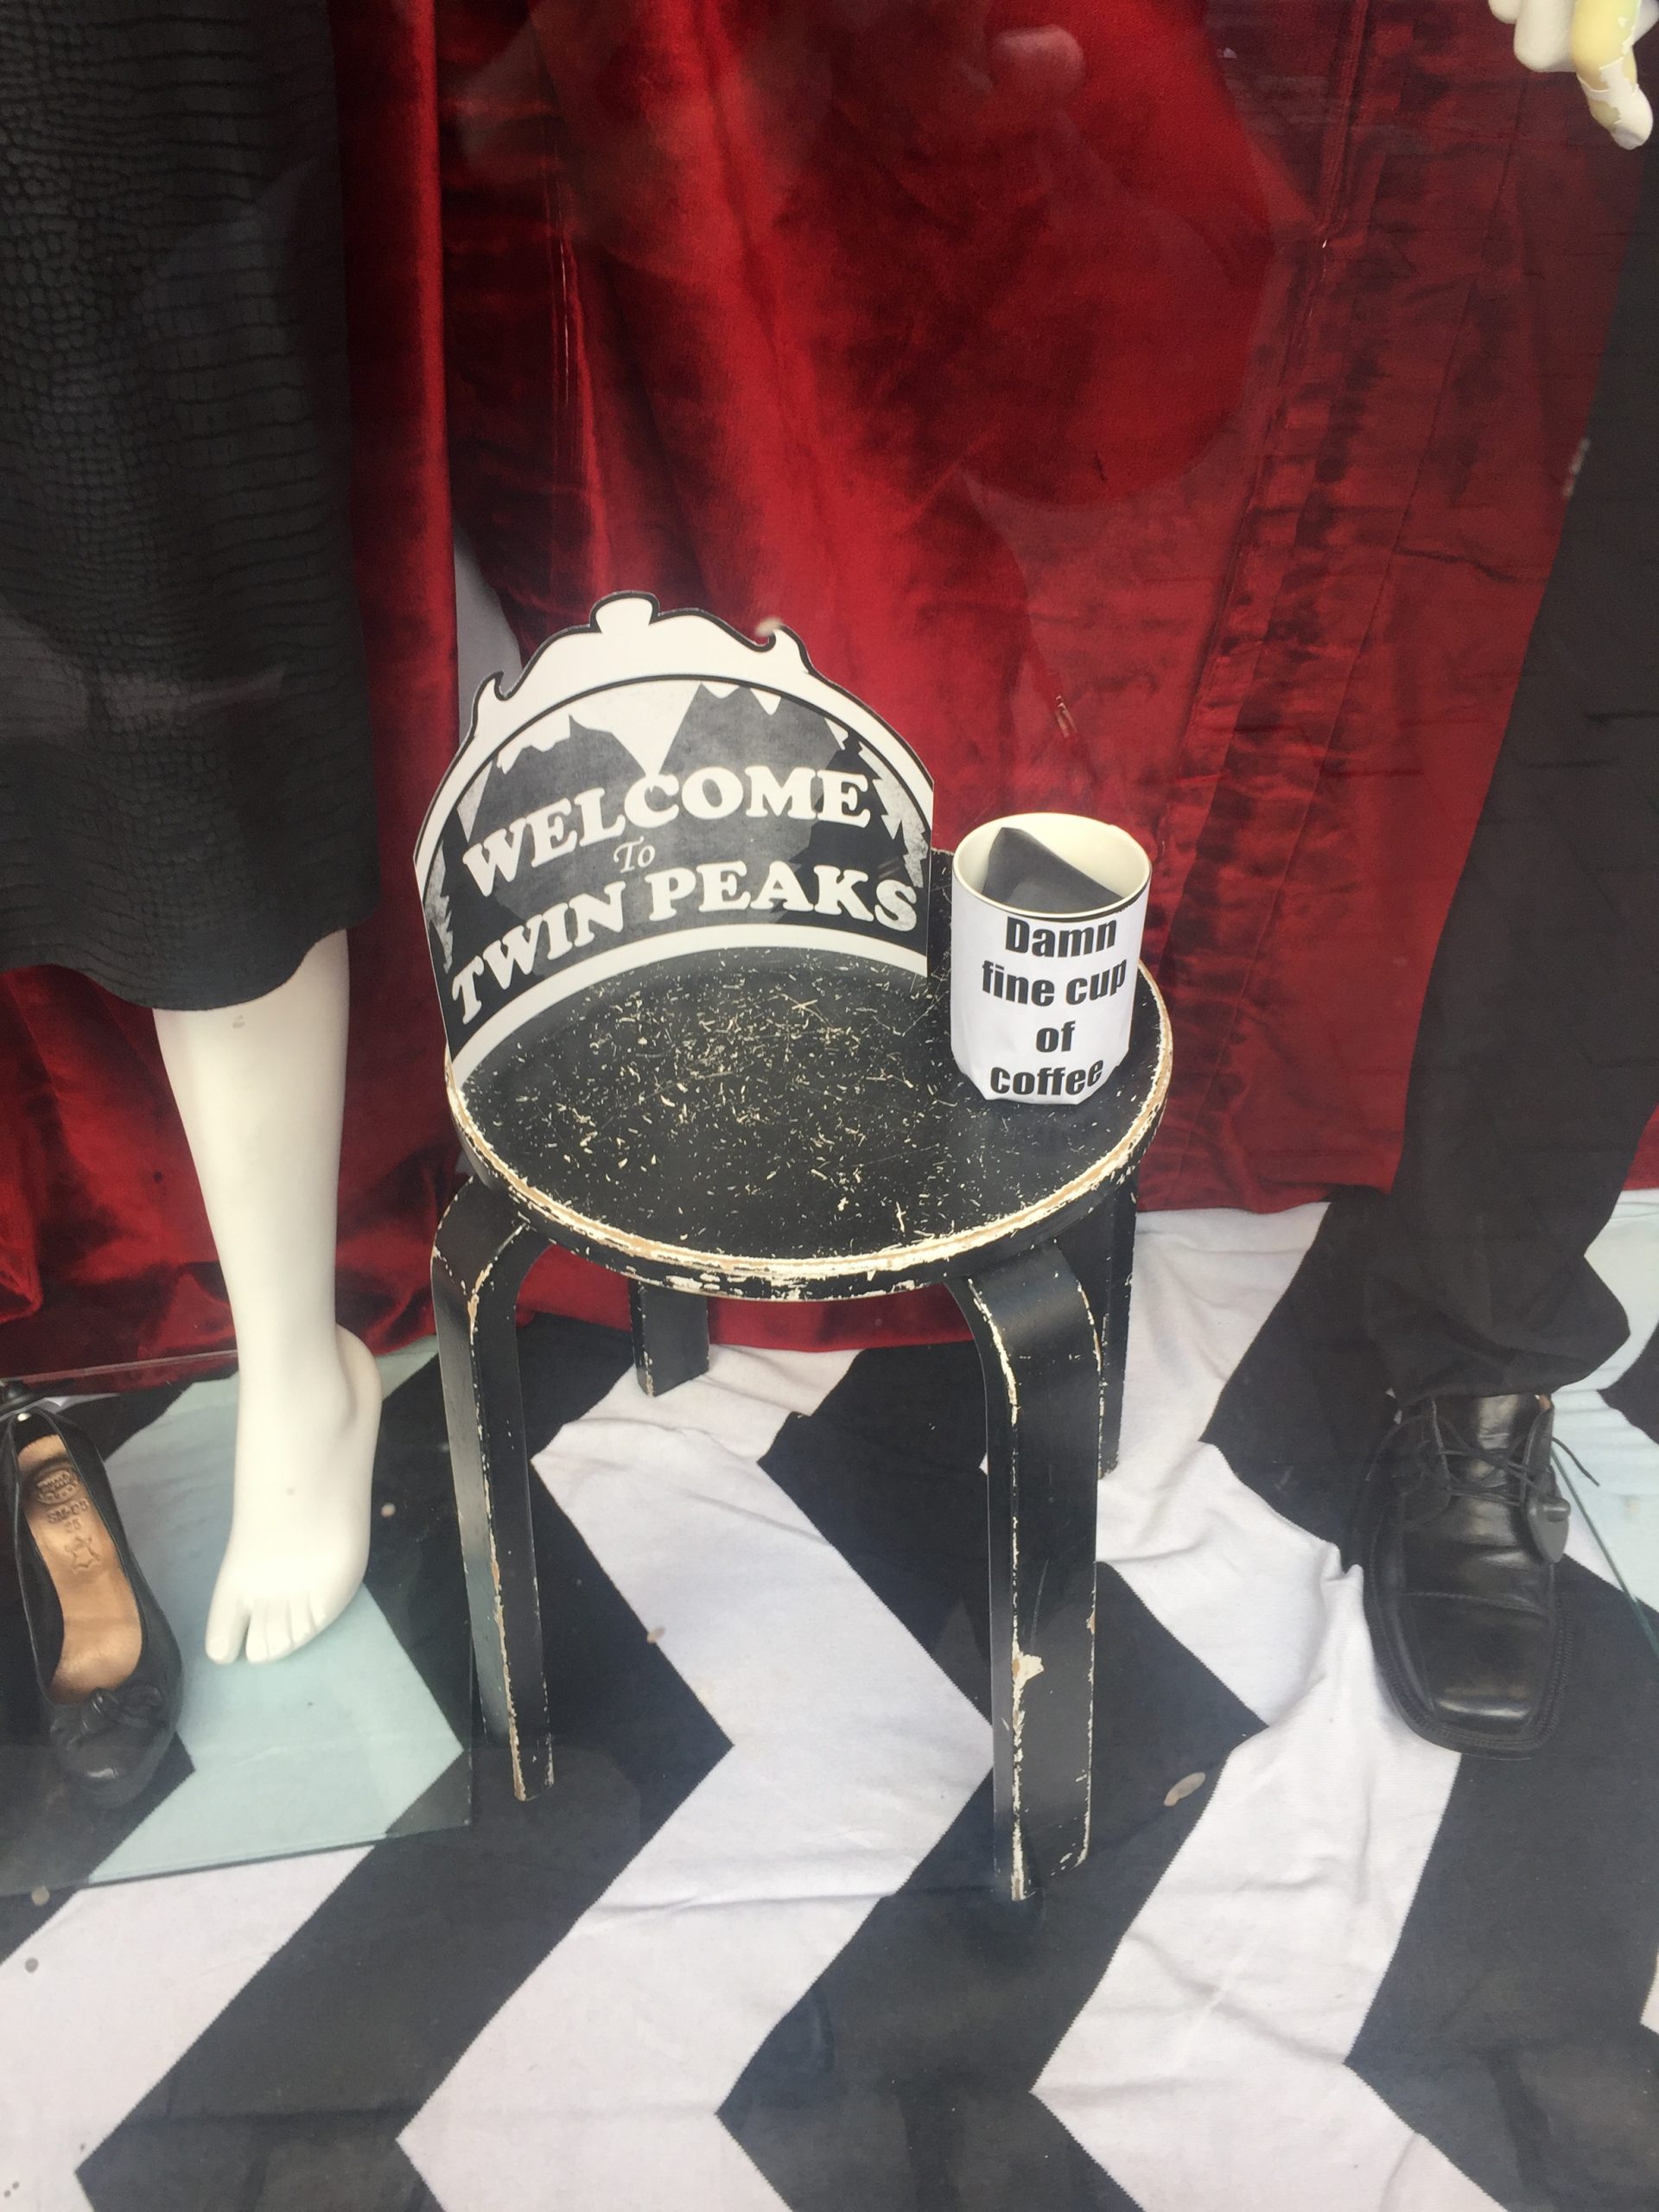 WELCOME
To
TWIN PEAKS
Damn
fine cup
of
coffee